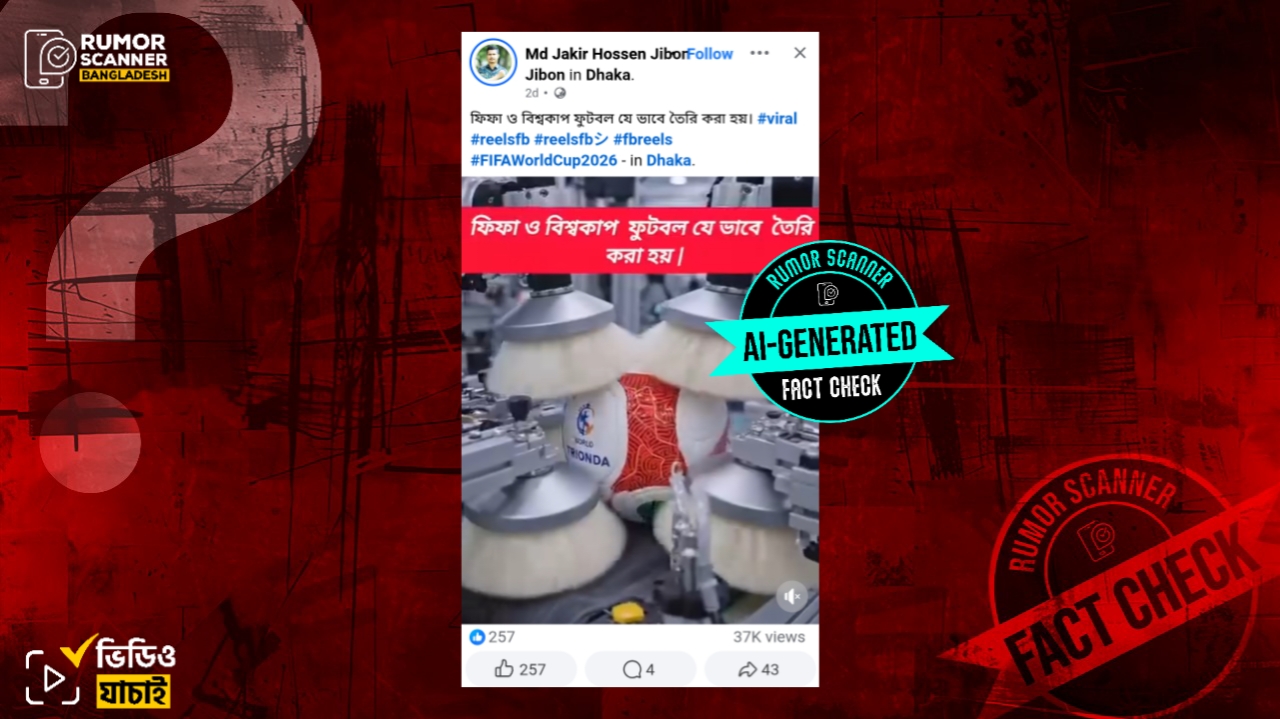 RUMOR
SCANNER
BANGLADESH
Md Jakir Hossen Jibon Follow
Jibon in Dhaka.
2d
ফিফা ও বিশ্বকাপ ফুটবল যে ভাবে তৈরি করা হয়। #viral
#reelsfb #reelsfbシ #fbreels
#FIFAWorldCup2026 - in Dhaka.
ফিফা ও বিশ্বকাপ ফুটবল যে ভাবে তৈরি
করা হয়|
RUMOR SCANNER
AI-GENERATED
FACT CHECK
WORLD
TRIONDA
257
37K views
257
4
43
RUMOR SCANNER
FACT CHECK
ভিডিও
যাচাই